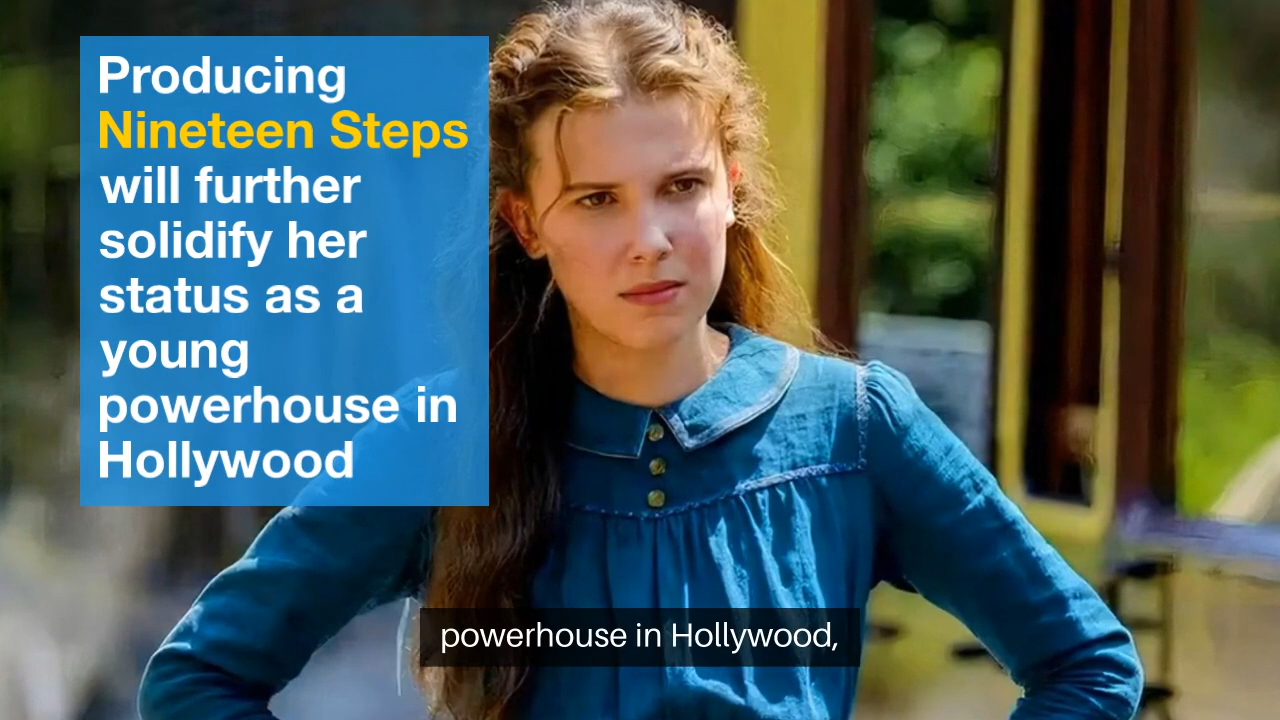 Producing
Nineteen Steps
will further
solidify her
status as a
young
powerhouse in
Hollywood
powerhouse in Hollywood,